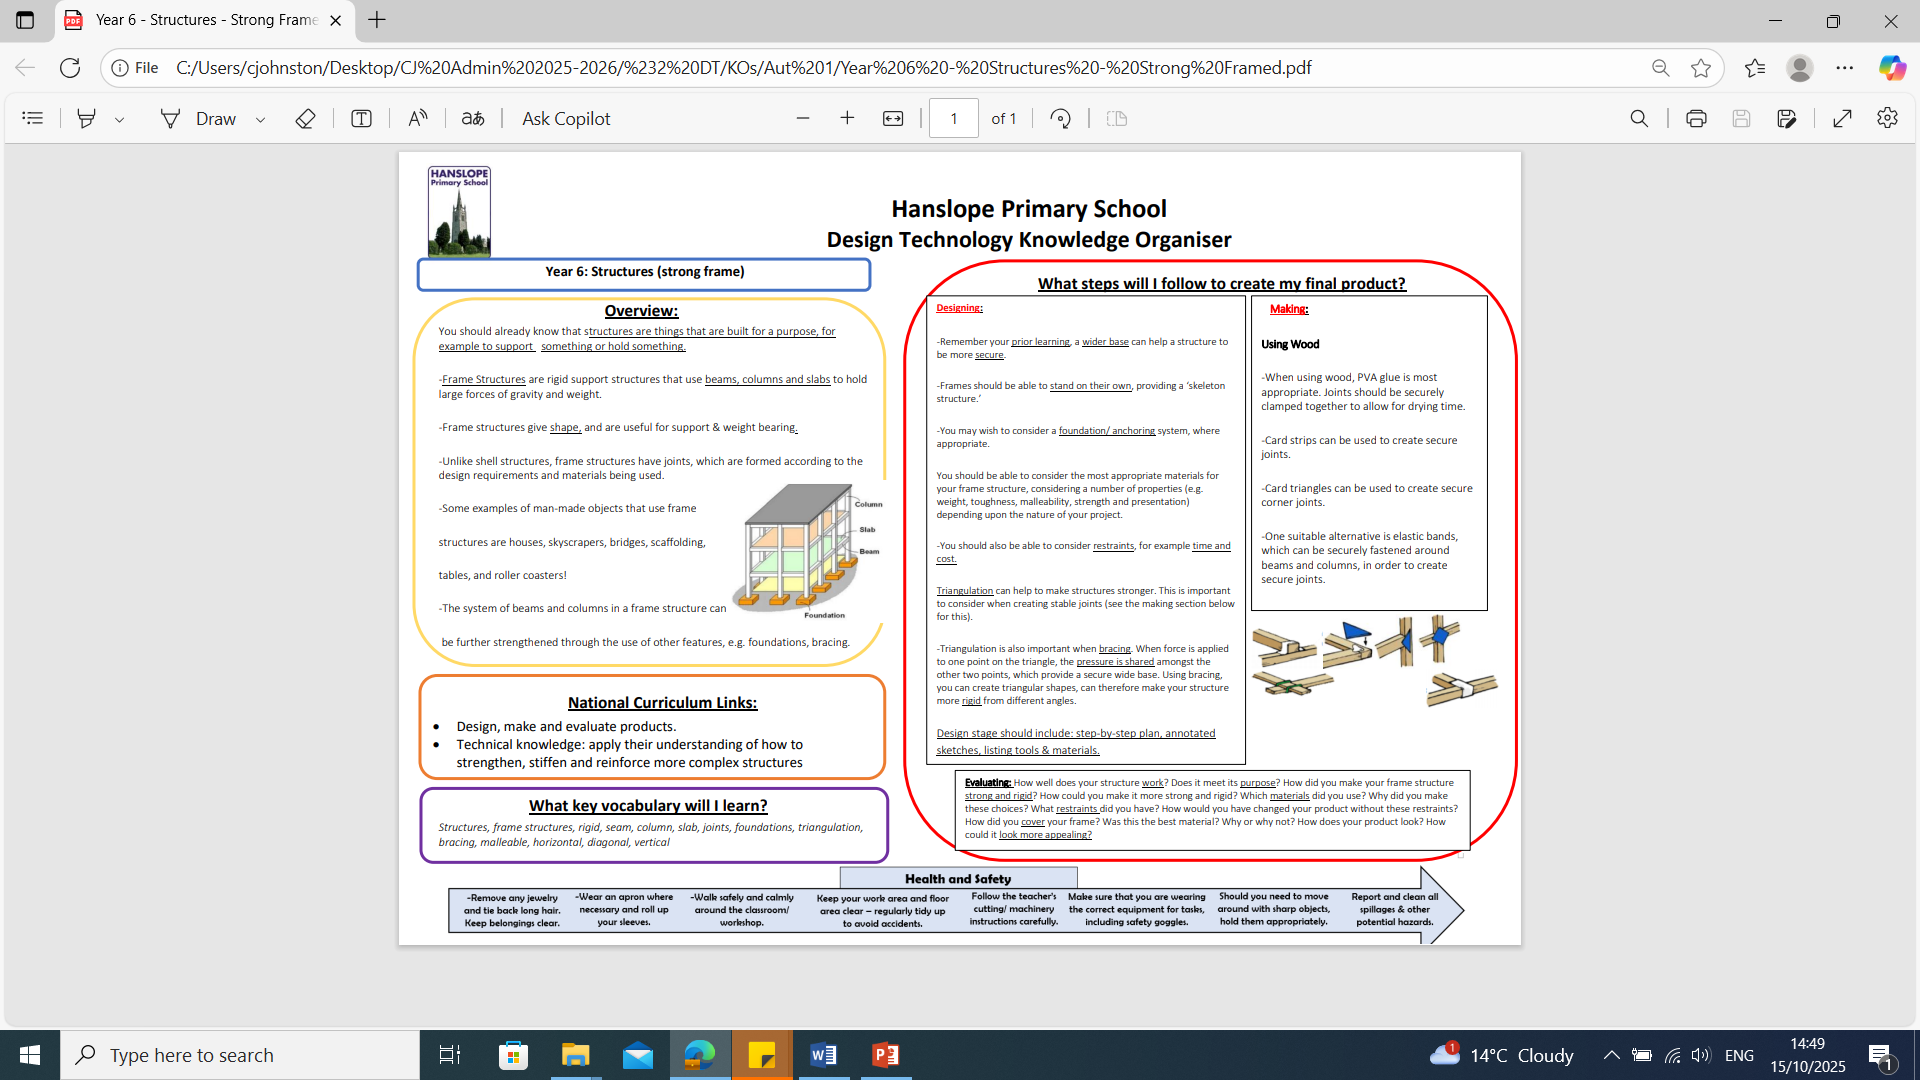 Year 6 - Structures - Strong Frame
File
C:/Users/cjohnston/Desktop/CJ%20Admin%202025-2026/%232%20DT/KOs/Aut%201/Year%206%20-%20Structures%20-%20Strong%20Framed.pdf
Draw
Ask Copilot
1
of 1
HANSLOPE
Primary School
Hanslope Primary School
Design Technology Knowledge Organiser
Year 6: Structures (strong frame)
Overview:
You should already know that structures are things that are built for a purpose, for
example to support something or hold something.
-Frame Structures are rigid support structures that use beams, columns and slabs to hold
large forces of gravity and weight.
-Frame structures give shape, and are useful for support & weight bearing.
-Unlike shell structures, frame structures have joints, which are formed according to the
design requirements and materials being used.
-Some examples of man-made objects that use frame
structures are houses, skyscrapers, bridges, scaffolding,
tables, and roller coasters!
-The system of beams and columns in a frame structure can
be further strengthened through the use of other features, e.g. foundations, bracing.
Column
Slab
Beam
Foundation
National Curriculum Links:
• Design, make and evaluate products.
• Technical knowledge: apply their understanding of how to
strengthen, stiffen and reinforce more complex structures
What key vocabulary will I learn?
Structures, frame structures, rigid, seam, column, slab, joints, foundations, triangulation,
bracing, malleable, horizontal, diagonal, vertical
What steps will I follow to create my final product?
Designing:
-Remember your prior learning, a wider base can help a structure to
be more secure.
-Frames should be able to stand on their own, providing a ‘skeleton
structure.’
-You may wish to consider a foundation/ anchoring system, where
appropriate.
You should be able to consider the most appropriate materials for
your frame structure, considering a number of properties (e.g.
weight, toughness, malleability, strength and presentation)
depending upon the nature of your project.
-You should also be able to consider restraints, for example time and
cost.
Triangulation can help to make structures stronger. This is important
to consider when creating stable joints (see the making section below
for this).
-Triangulation is also important when bracing. When force is applied
to one point on the triangle, the pressure is shared amongst the
other two points, which provide a secure wide base. Using bracing,
you can create triangular shapes, can therefore make your structure
more rigid from different angles.
Design stage should include: step-by-step plan, annotated
sketches, listing tools & materials.
Making:
Using Wood
-When using wood, PVA glue is most
appropriate. Joints should be securely
clamped together to allow for drying time.
-Card strips can be used to create secure
joints.
-Card triangles can be used to create secure
corner joints.
-One suitable alternative is elastic bands,
which can be securely fastened around
beams and columns, in order to create
secure joints.
Evaluating: How well does your structure work? Does it meet its purpose? How did you make your frame structure
strong and rigid? How could you make it more strong and rigid? Which materials did you use? Why did you make
these choices? What restraints did you have? How would you have changed your product without these restraints?
How did you cover your frame? Was this the best material? Why or why not? How does your product look? How
could it look more appealing?
Health and Safety
-Remove any jewelry
and tie back long hair.
Keep belongings clear.
-Wear an apron where
necessary and roll up
your sleeves.
-Walk safely and calmly
around the classroom/
workshop.
Keep your work area and floor
area clear – regularly tidy up
to avoid accidents.
Follow the teacher's
cutting/ machinery
instructions carefully.
Make sure that you are wearing
the correct equipment for tasks,
including safety goggles.
Should you need to move
around with sharp objects,
hold them appropriately.
Report and clean all
spillages & other
potential hazards.
Type here to search
1
14°C Cloudy
ENG
14:49
15/10/2025
1